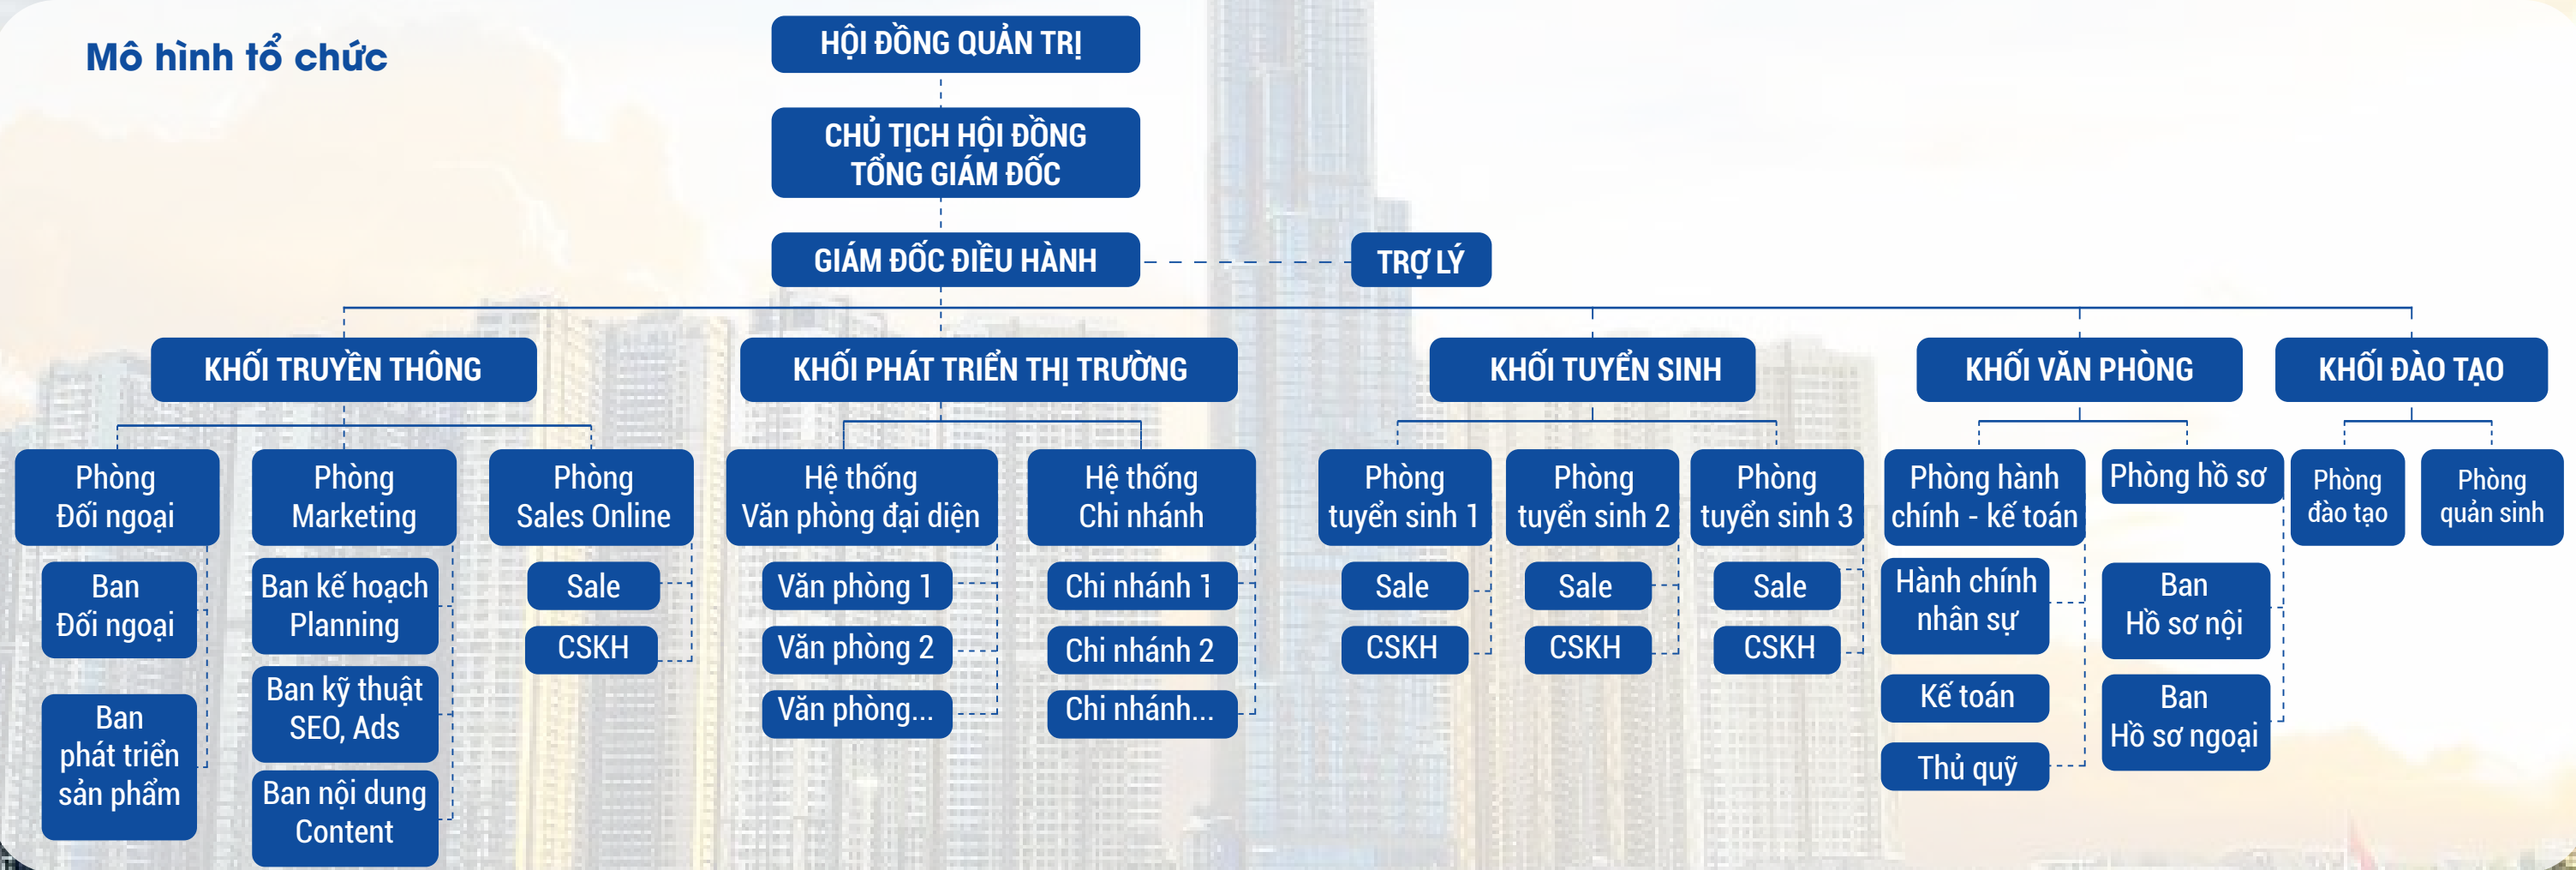 Mô hình tổ chức
HỘI ĐỒNG QUẢN TRỊ
CHỦ TỊCH HỘI ĐỒNG
TỔNG GIÁM ĐỐC
GIÁM ĐỐC ĐIỀU HÀNH
TRỢ LÝ
KHỐI TRUYỀN THÔNG
KHỐI PHÁT TRIỂN THỊ TRƯỜNG
KHỐI TUYỂN SINH
KHỐI VĂN PHÒNG
KHỐI ĐÀO TẠO
Phòng
Đối ngoại
Ban
Đối ngoại
Ban
phát triển
sản phẩm
Phòng
Marketing
Ban kế hoạch
Planning
Ban kỹ thuật
SEO, Ads
Ban nội dung
Content
Phòng
Sales Online
Sale
CSKH
Hệ thống
Văn phòng đại diện
Văn phòng 1
Văn phòng 2
Văn phòng...
Hệ thống
Chi nhánh
Chi nhánh 1
Chi nhánh 2
Chi nhánh...
Phòng
tuyển sinh 1
Sale
CSKH
Phòng
tuyển sinh 2
Sale
CSKH
Phòng
tuyển sinh 3
Sale
CSKH
Phòng hành
chính - kế toán
Hành chính
nhân sự
Kế toán
Thủ quỹ
Phòng hồ sơ
Ban
Hồ sơ nội
Ban
Hồ sơ ngoại
Phòng
đào tạo
Phòng
quản sinh